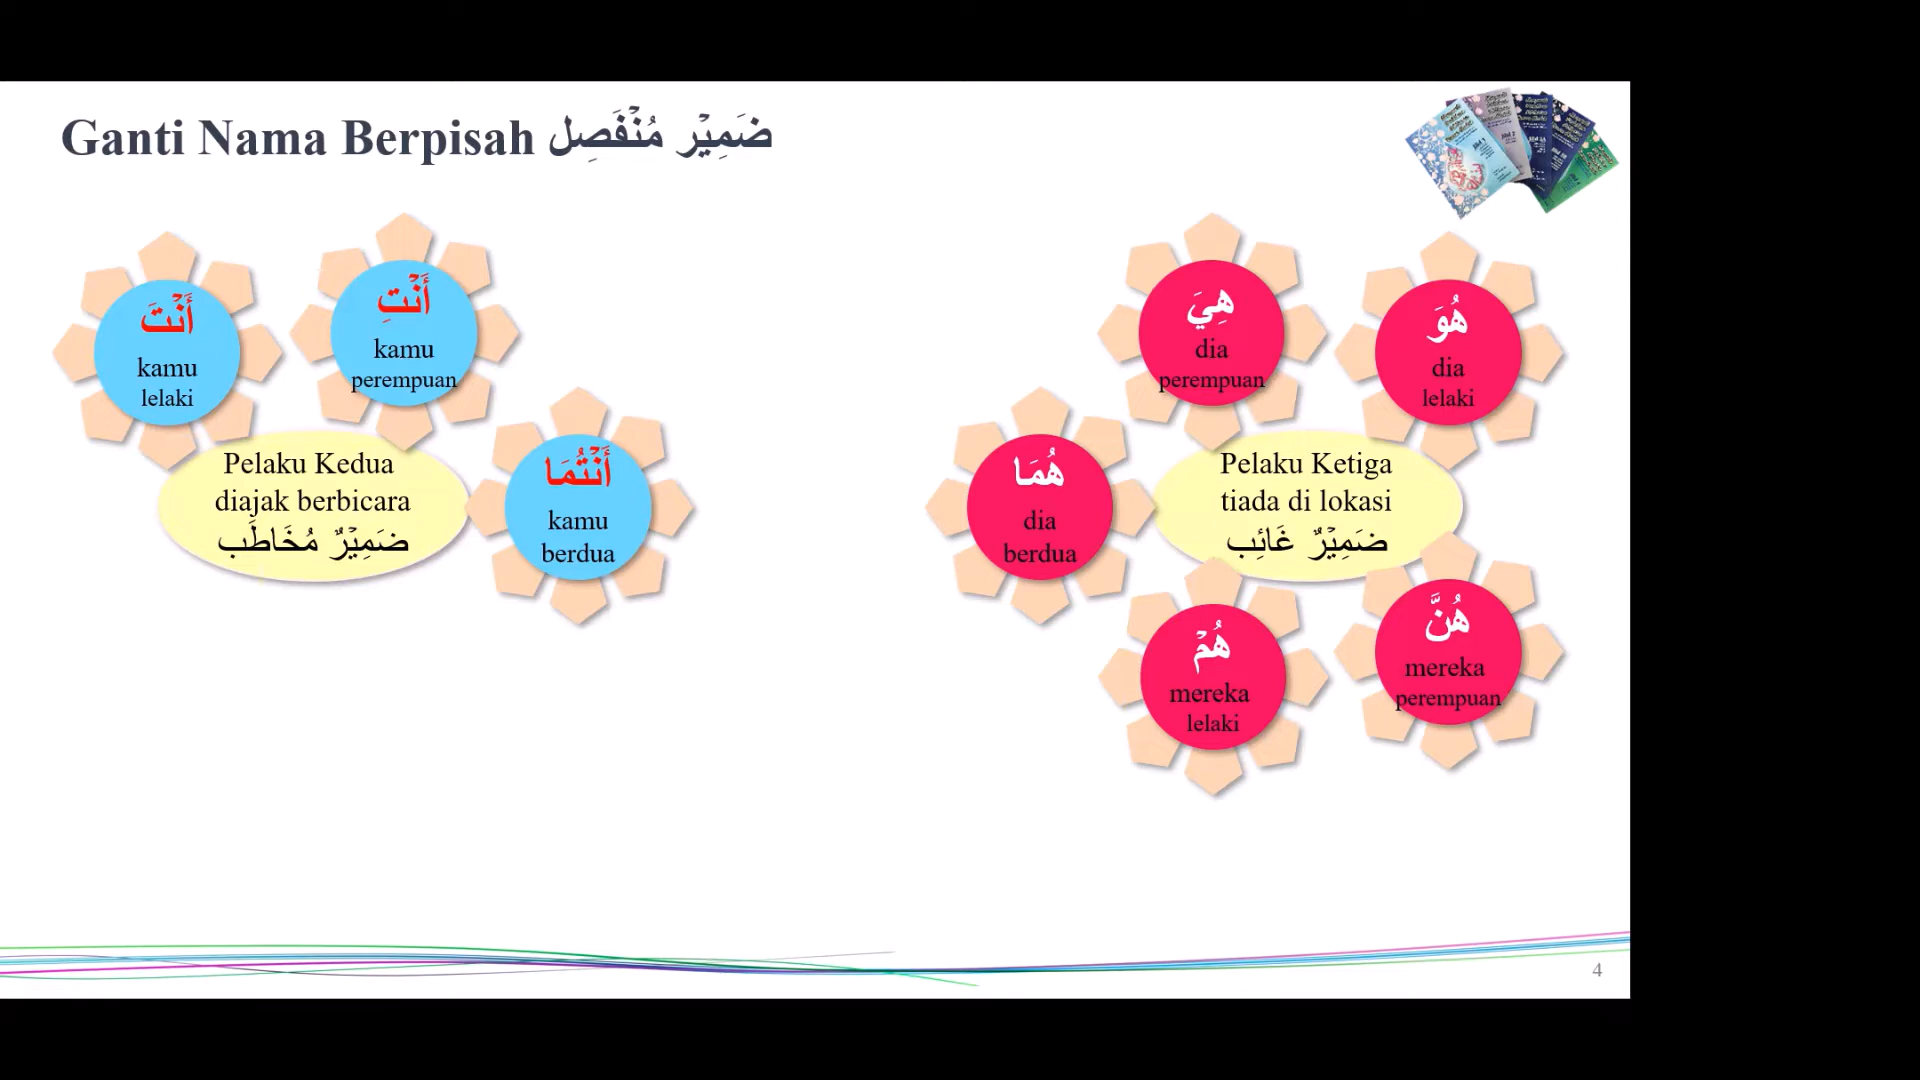 Ganti Nama Berpisah ضَمِيْر مُنْفَصِل
أَنْتَ
kamu
lelaki
أَنْتِ
kamu
perempuan
أَنْتُمَا
kamu
berdua
Pelaku Kedua
diajak berbicara
ضَمِيْرٌ مُخَاطَب
هِيَ
dia
perempuan
هُوَ
dia
lelaki
هُمَا
dia
berdua
Pelaku Ketiga
tiada di lokasi
ضَمِيْرٌ غَائِب
هُمْ
mereka
lelaki
هُنَّ
mereka
perempuan
4